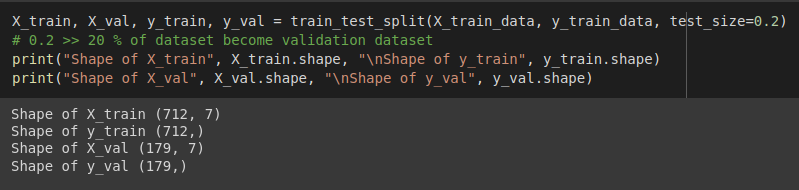 X_train, X_val, y_train, y_val = train_test_split(X_train_data, y_train_data, test_size=0.2)
# 0.2 >> 20 % of dataset become validation dataset
print("Shape of X_train", X_train.shape, "\nShape of y_train", y_train.shape)
print("Shape of X_val", X_val.shape, "\nShape of y_val", y_val.shape)
Shape of X_train (712, 7)
Shape of y_train (712,)
Shape of X_val (179, 7)
Shape of y_val (179,)